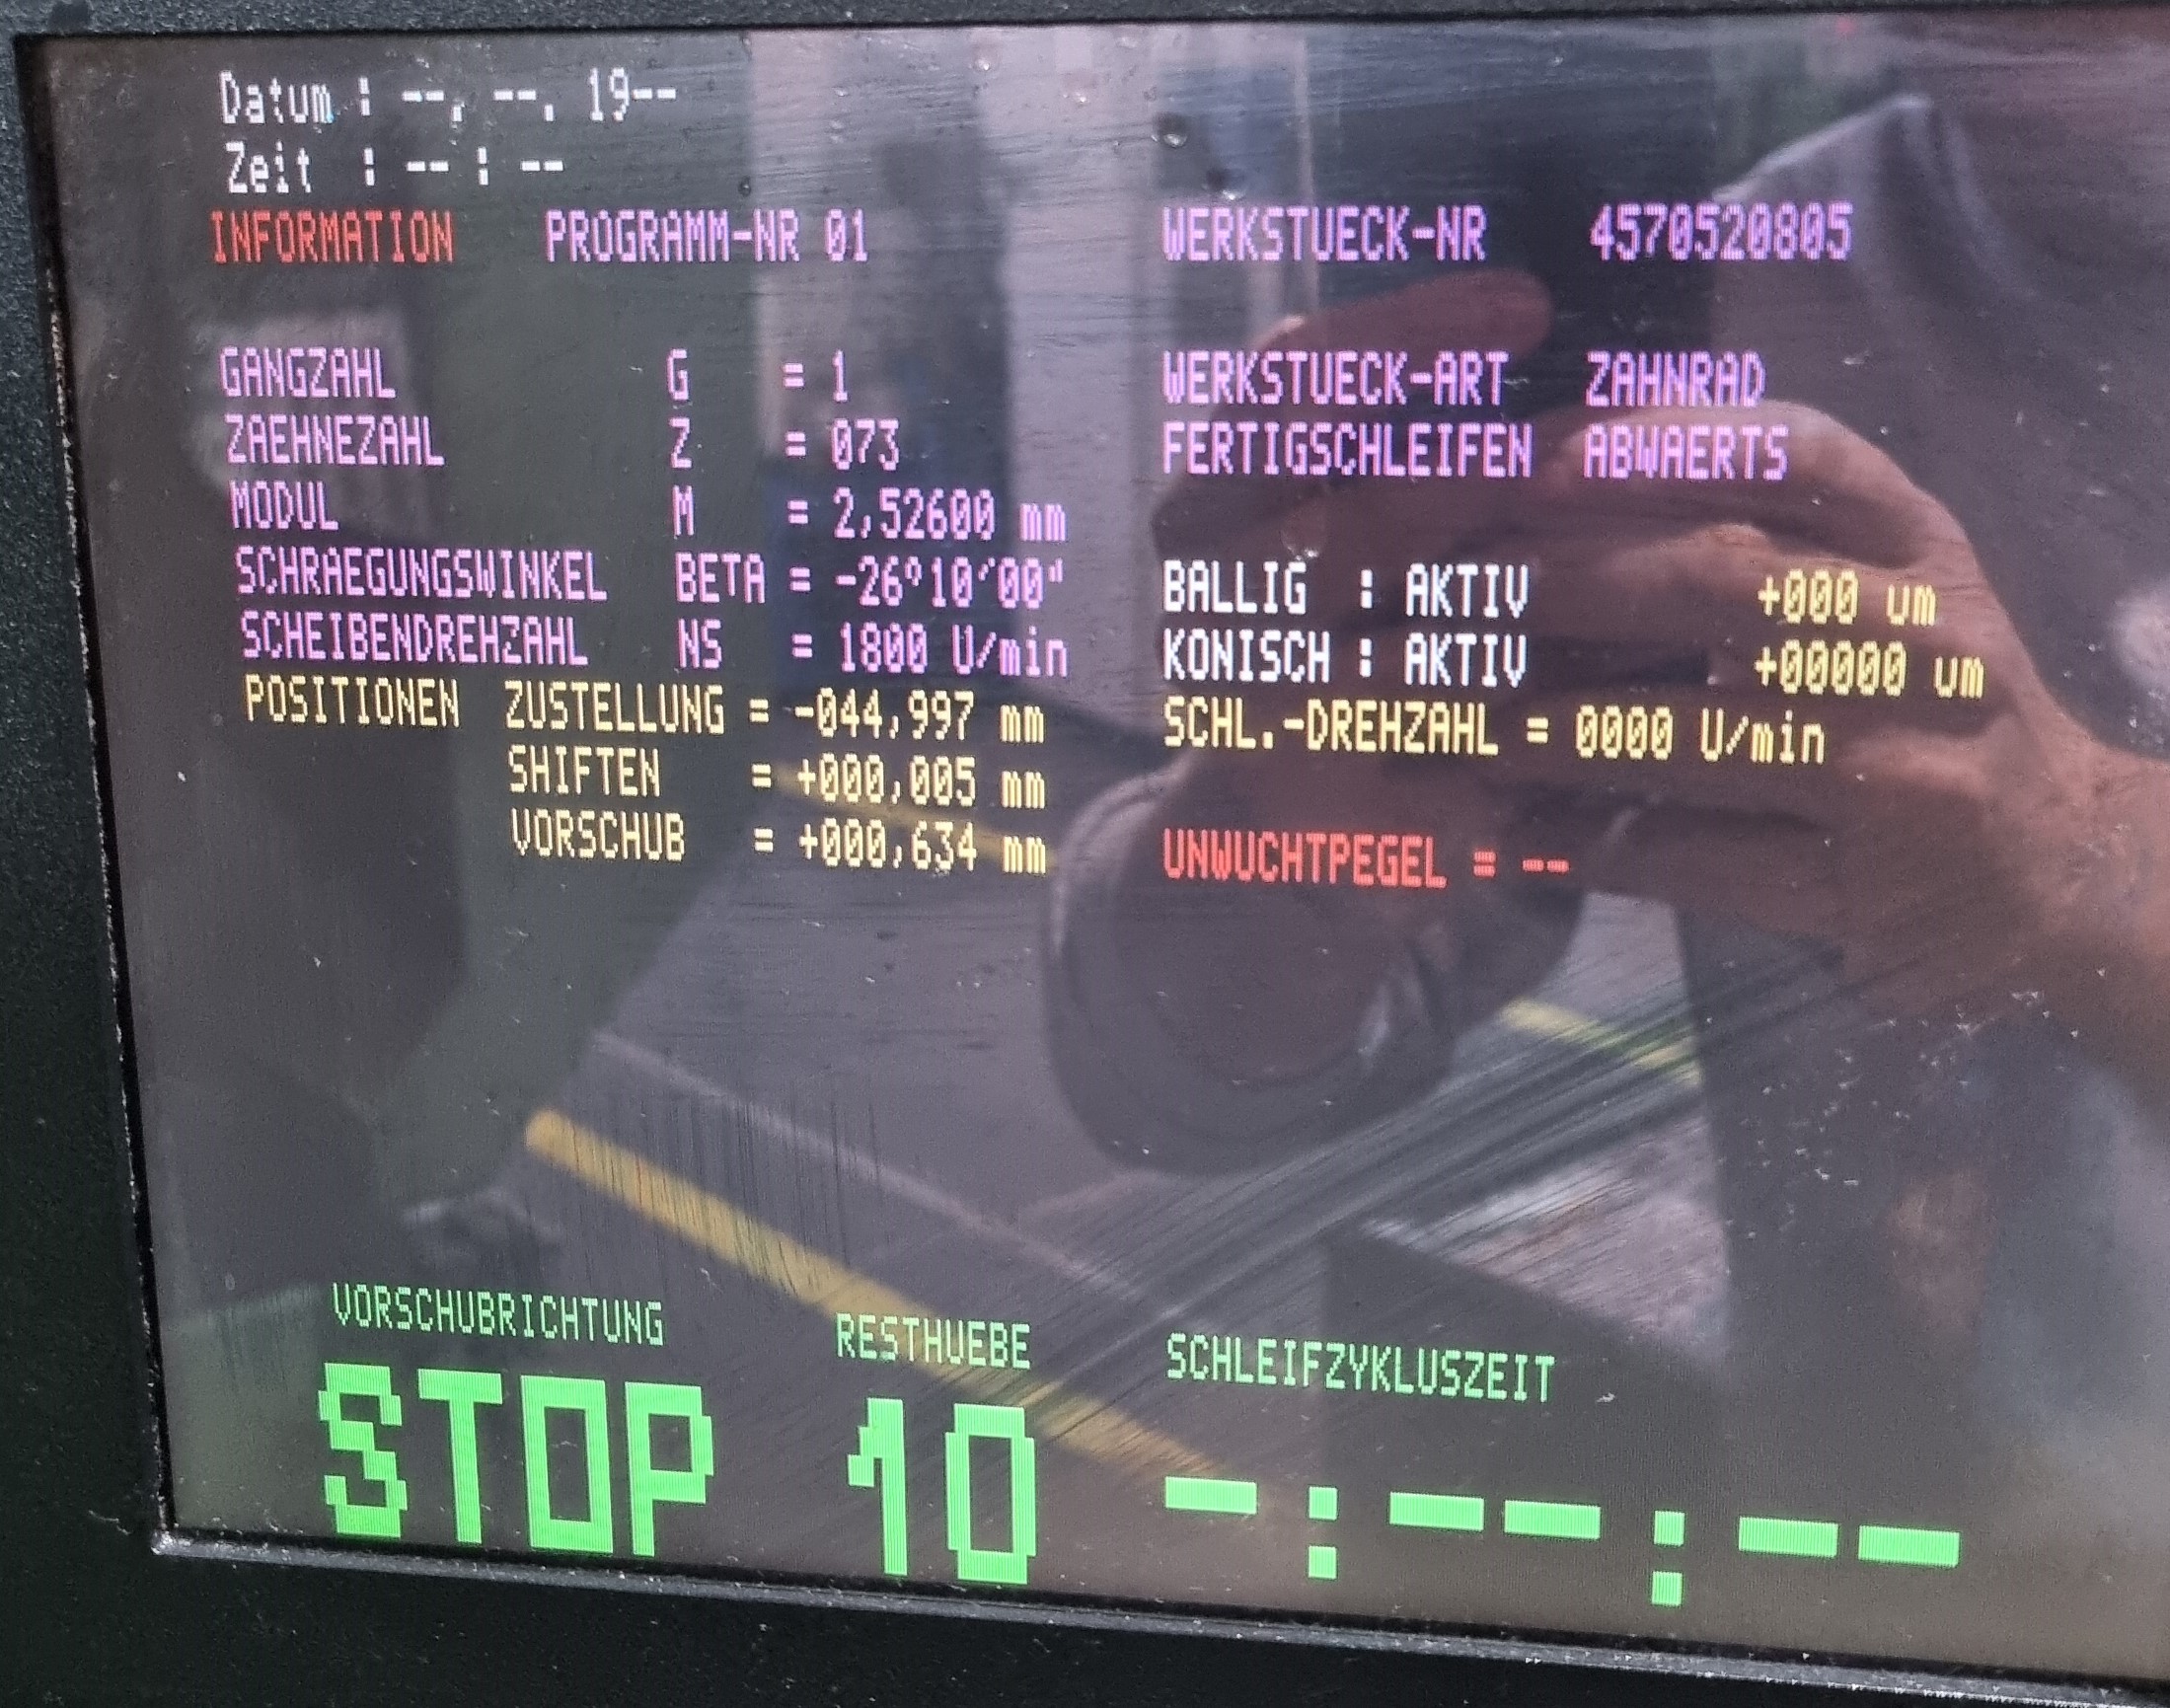 Datum : --. --. 19--
Zeit : -- : --
INFORMATION PROGRAMM-NR 01 WERKSTUECK-NR 4570520805
GANGZAHL G = 1 WERKSTUECK-ART ZAHNRAD
ZAEHNEZAHL Z = 073 FERTIGSCHLEIFEN ABWAERTS
MODUL M = 2,52600 mm
SCHRAEGUNGSWINKEL BETA = -26°10'00" BALLIG : AKTIV +000 um
SCHEIBENDREHZAHL NS = 1800 U/min KONISCH : AKTIV +00000 um
POSITIONEN ZUSTELLUNG = -044,997 mm SCHL.-DREHZAHL = 0000 U/min
SHIFTEN = +000,005 mm
VORSCHUB = +000,634 mm UNWUCHTPEGEL = --
VORSCHUBRICHTUNG RESTHUEBE SCHLEIFZYKLUSZEIT
STOP 10 -:--:--